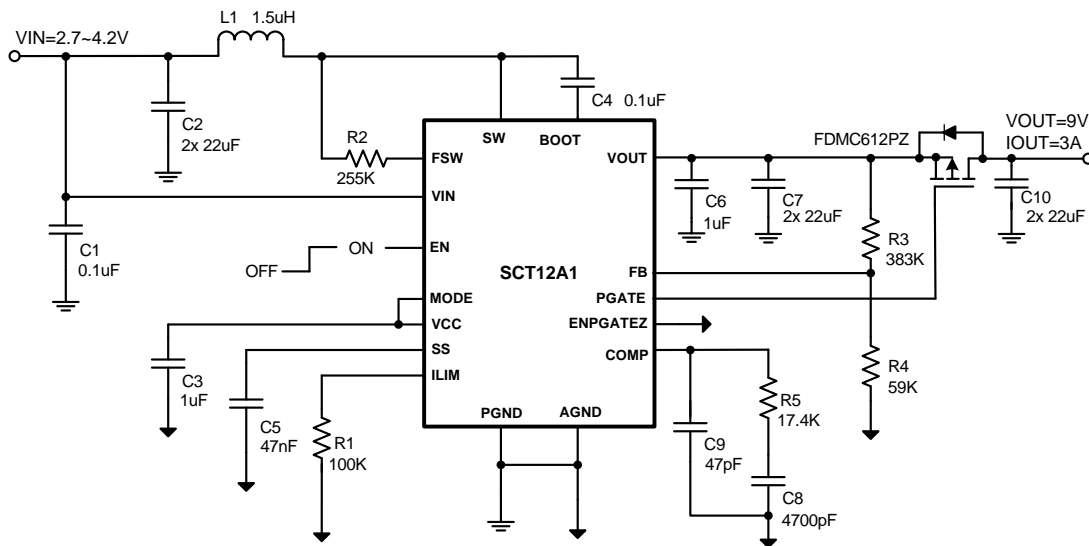 L1 1.5uH
VIN=2.7~4.2V
C4 0.1uF
C2
2x 22uF
R2
255K
SW
BOOT
FSW
VOUT
FDMC612PZ
VOUT=9V
IOUT=3A
VIN
C6
1uF
C7
2x 22uF
C10
2x 22uF
C1
0.1uF
EN
ON
OFF
SCT12A1
R3
383K
FB
MODE
PGATE
VCC
ENPGATEZ
SS
COMP
C3
1uF
ILIM
R4
59K
C5
47nF
R1
100K
PGND
AGND
R5
17.4K
C9
47pF
C8
4700pF